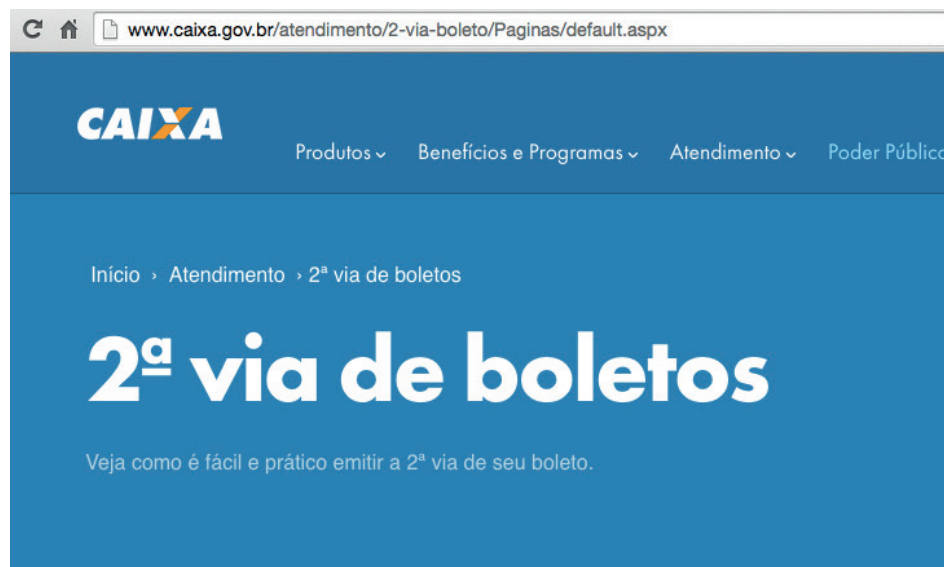 www.caixa.gov.br/atendimento/2-via-boleto/Paginas/default.aspx
CAIXA
Produtos Benefícios e Programas Atendimento Poder Público
Início › Atendimento › 2ª via de boletos
2ª via de boletos
Veja como é fácil e prático emitir a 2ª via de seu boleto.